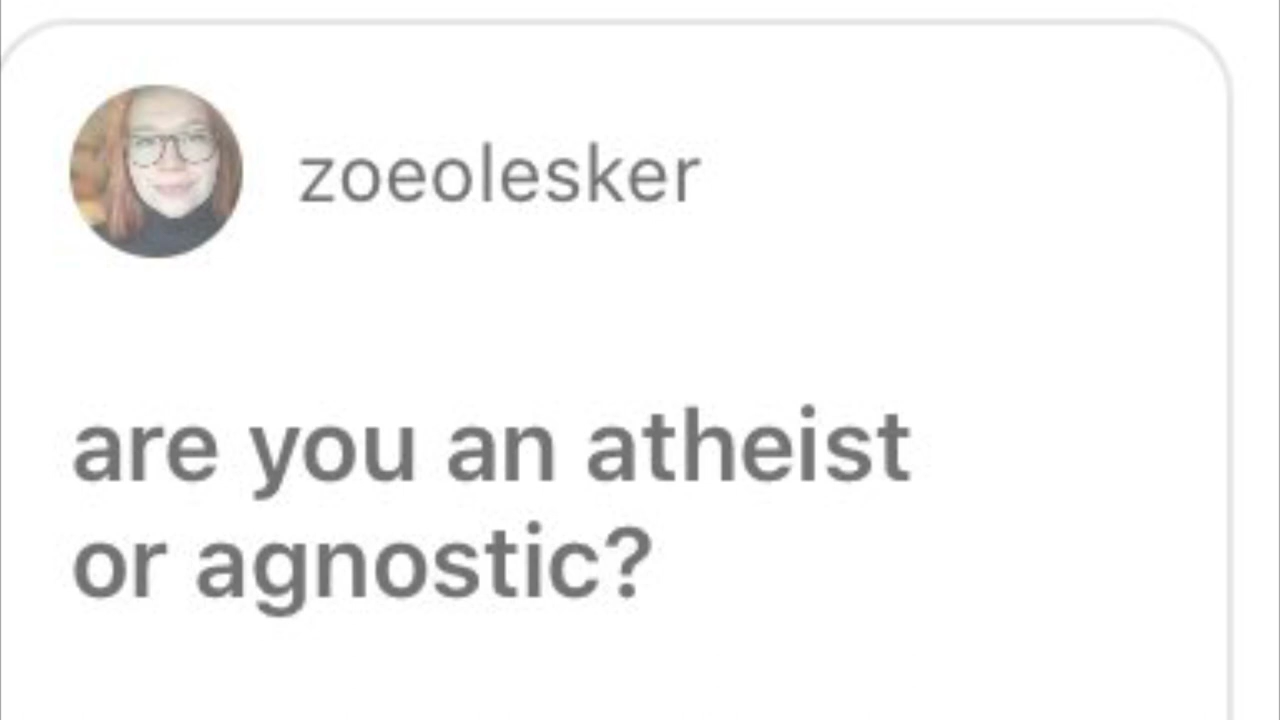 zoeolesker
are you an atheist
or agnostic?